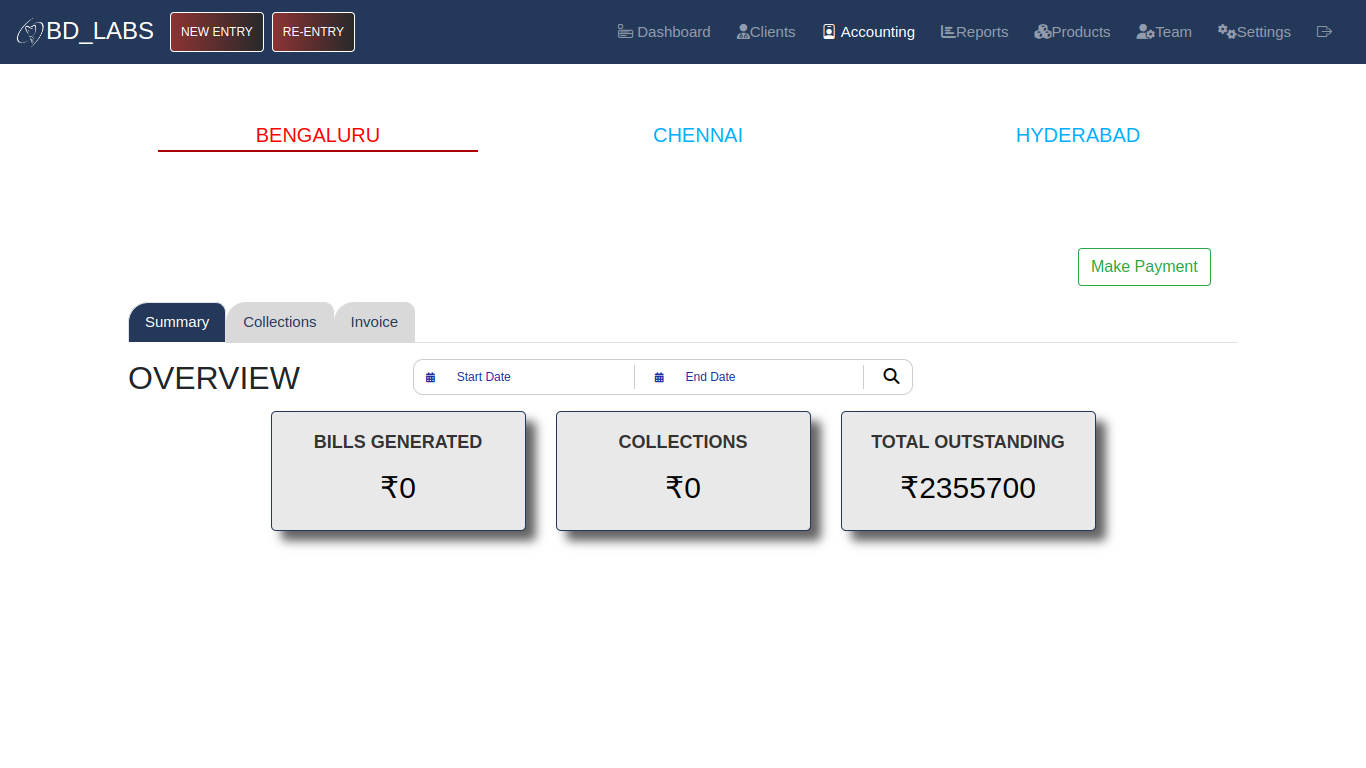 BD_LABS NEW ENTRY RE-ENTRY Dashboard Clients Accounting Reports Products Team Settings
BENGALURU CHENNAI HYDERABAD
Make Payment
Summary Collections Invoice
OVERVIEW Start Date End Date
BILLS GENERATED COLLECTIONS TOTAL OUTSTANDING
₹0 ₹0 ₹2355700